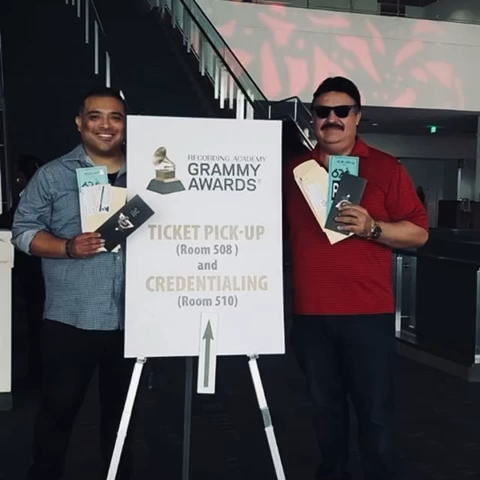 RECORDING ACADEMY
GRAMMY
AWARDS®
TICKET PICK-UP
(Room 508)
and
CREDENTIALING
(Room 510)